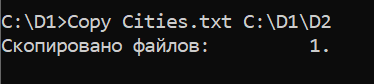 C:\D1>Copy Cities.txt C:\D1\D2
Скопировано файлов:         1.